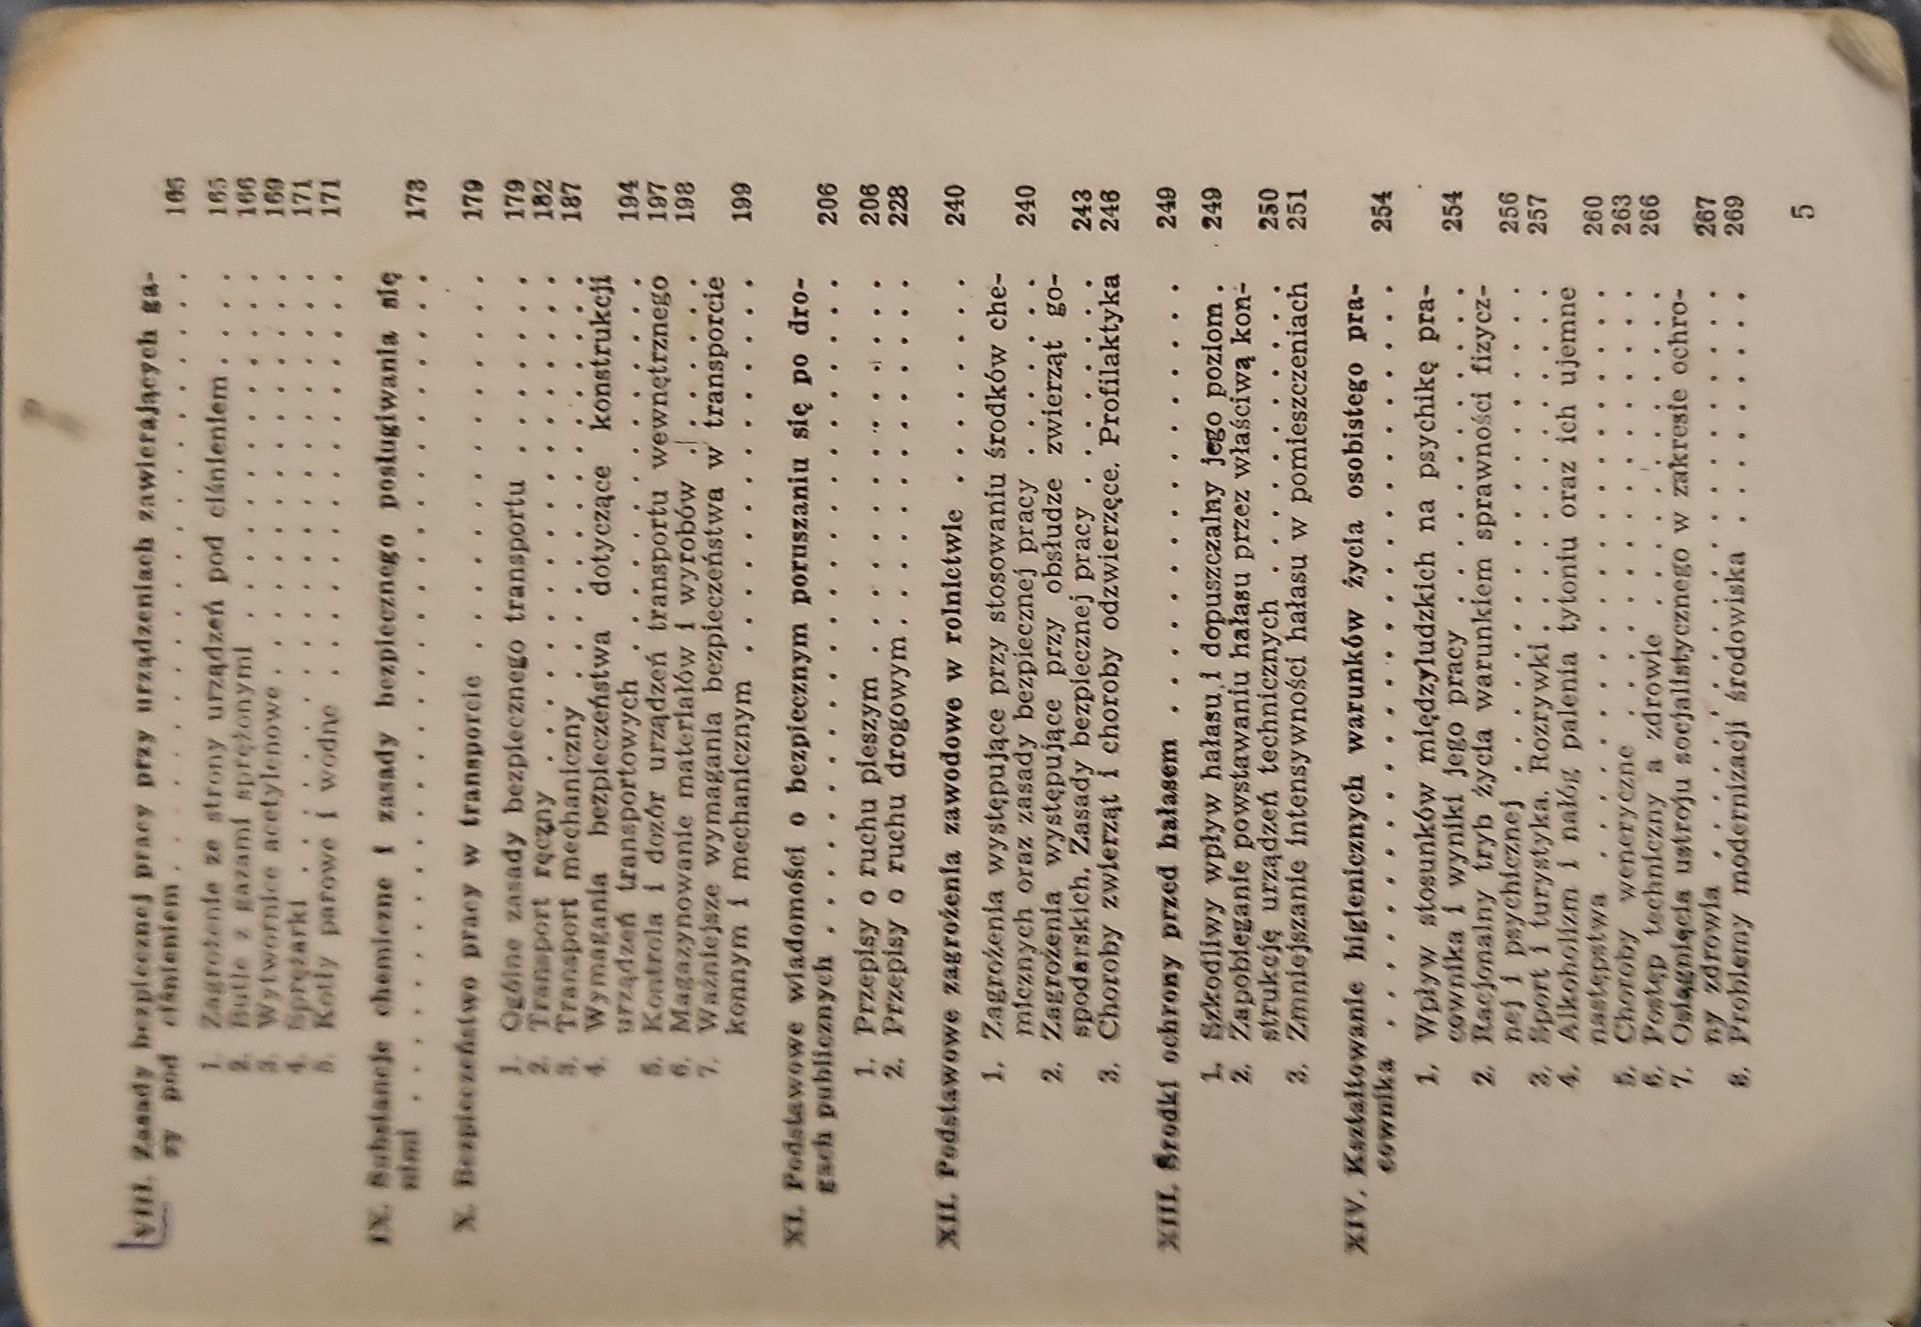 VIII. Zasady bezpiecznej pracy przy urządzeniach zawierających ga-
zy pod ciśnieniem . . . . . . . . . . . . . . . . . . 165
1. Zagrożenie ze strony urządzeń pod ciśnieniem . . . . 165
2. Butle z gazami sprężonymi . . . . . . . . . . . . 166
3. Wytwornice acetylenowe . . . . . . . . . . . . . 169
4. Sprężarki . . . . . . . . . . . . . . . . . . . 171
5. Kotły parowe i wodne . . . . . . . . . . . . . . 171
IX. Substancje chemiczne i zasady bezpiecznego posługiwania się
nimi . . . . . . . . . . . . . . . . . . . . . . . 173
X. Bezpieczeństwo pracy w transporcie . . . . . . . . . . 179
1. Ogólne zasady bezpiecznego transportu . . . . . . . 179
2. Transport ręczny . . . . . . . . . . . . . . . . 182
3. Transport mechaniczny . . . . . . . . . . . . . . 187
4. Wymagania bezpieczeństwa dotyczące konstrukcji
urządzeń transportowych . . . . . . . . . . . . . 194
5. Kontrola i dozór urządzeń transportu wewnętrznego 197
6. Magazynowanie materiałów i wyrobów . . . . . . . 198
7. Ważniejsze wymagania bezpieczeństwa w transporcie
konnym i mechanicznym . . . . . . . . . . . . . . 199
XI. Podstawowe wiadomości o bezpiecznym poruszaniu się po dro-
gach publicznych . . . . . . . . . . . . . . . . . . 206
1. Przepisy o ruchu pieszym . . . . . . . . . . . . . 206
2. Przepisy o ruchu drogowym . . . . . . . . . . . . 228
XII. Podstawowe zagrożenia zawodowe w rolnictwie . . . . . . 240
1. Zagrożenia występujące przy stosowaniu środków che-
micznych oraz zasady bezpiecznej pracy . . . . . . 240
2. Zagrożenia występujące przy obsłudze zwierząt go-
spodarskich. Zasady bezpiecznej pracy . . . . . . . 243
3. Choroby zwierząt i choroby odzwierzęce. Profilaktyka 246
XIII. Środki ochrony przed hałasem . . . . . . . . . . . . 249
1. Szkodliwy wpływ hałasu i dopuszczalny jego poziom . 249
2. Zapobieganie powstawaniu hałasu przez właściwą kon-
strukcję urządzeń technicznych . . . . . . . . . . 250
3. Zmniejszanie intensywności hałasu w pomieszczeniach 251
XIV. Kształtowanie higienicznych warunków życia osobistego pra-
cownika . . . . . . . . . . . . . . . . . . . . . . 254
1. Wpływ stosunków międzyludzkich na psychikę pra-
cownika i wyniki jego pracy . . . . . . . . . . . 254
2. Racjonalny tryb życia warunkiem sprawności fizycz-
nej i psychicznej . . . . . . . . . . . . . . . . 256
3. Sport i turystyka. Rozrywki . . . . . . . . . . . . 257
4. Alkoholizm i nałóg palenia tytoniu oraz ich ujemne
następstwa . . . . . . . . . . . . . . . . . . . 260
5. Choroby weneryczne . . . . . . . . . . . . . . . 263
6. Postęp techniczny a zdrowie . . . . . . . . . . . . 266
7. Osiągnięcia ustroju socjalistycznego w zakresie ochro-
ny zdrowia . . . . . . . . . . . . . . . . . . . 267
8. Problemy modernizacji środowiska . . . . . . . . . 269
5